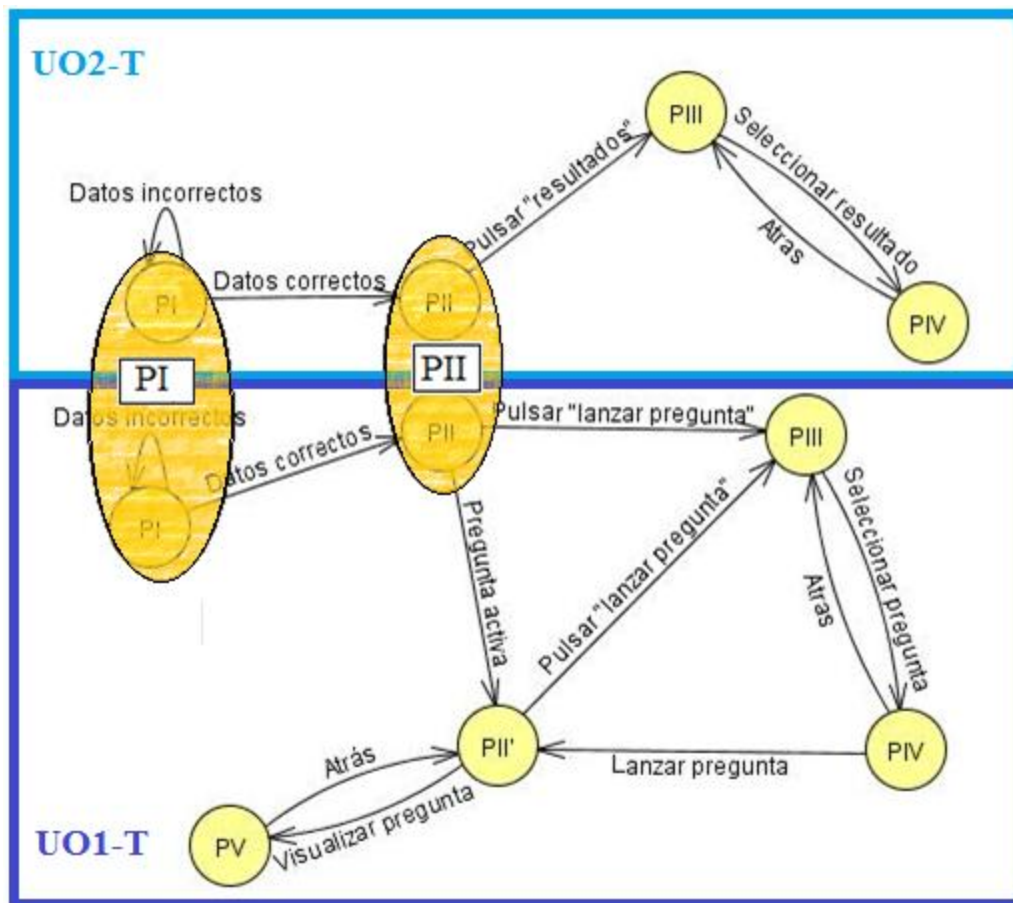 UO2-T
PIII
Pulsar "resultados"
Seleccionar resultado
Atras
Datos incorrectos
Datos correctos
PI
PII
PIV
PI
PII
Datos incorrectos
Datos correctos
PII
Pulsar "lanzar pregunta"
PIII
PI
Pregunta activa
Pulsar "lanzar pregunta"
Atras
Seleccionar pregunta
PII'
PIV
Lanzar pregunta
Atrás
Visualizar pregunta
PV
UO1-T